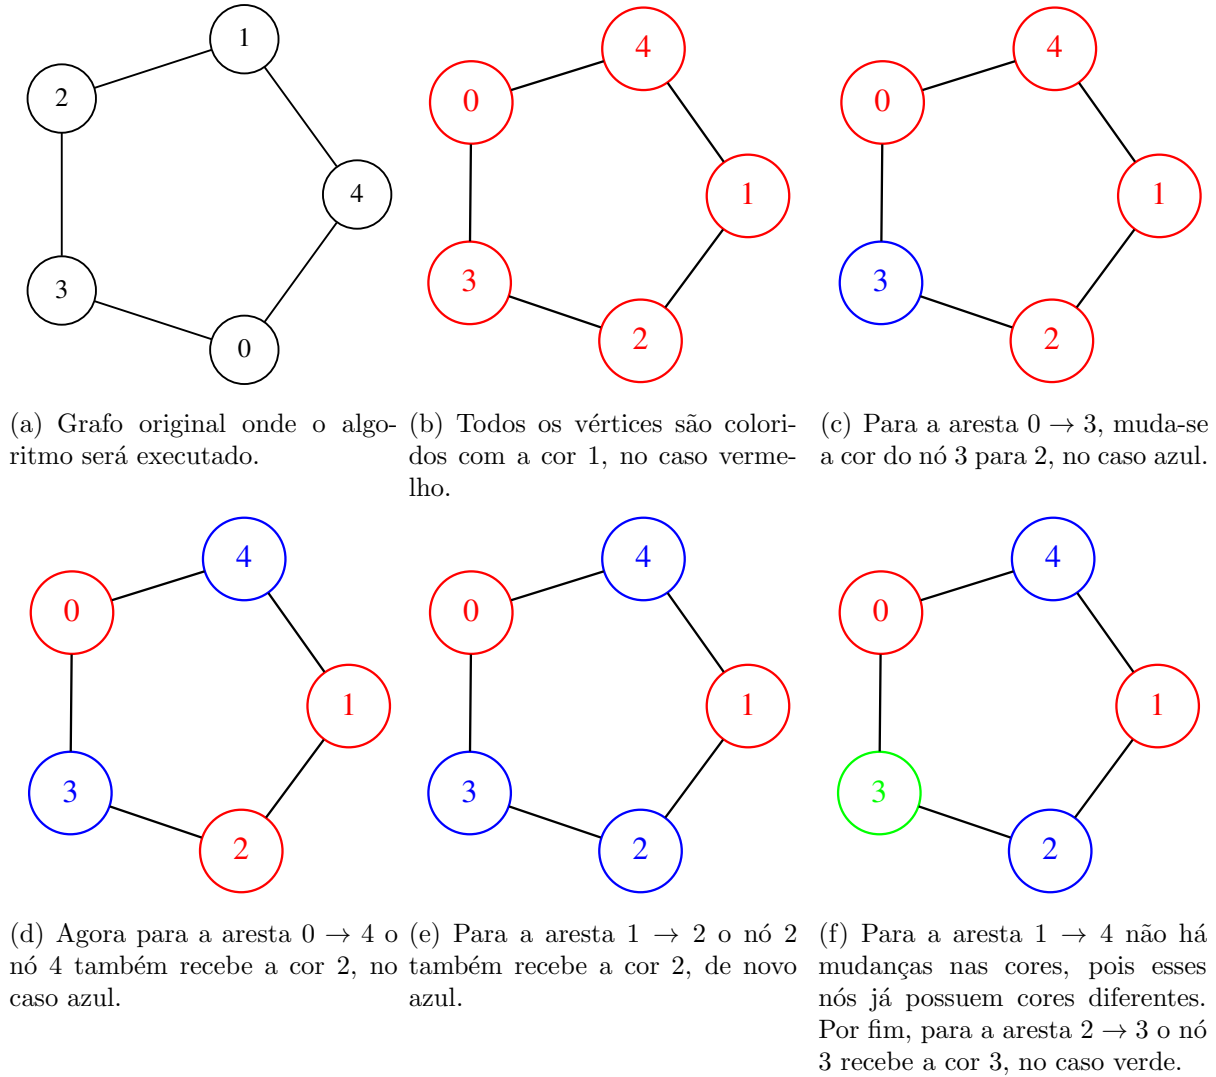 1
2
4
3
0
4
0
1
3
2
4
0
1
3
2
(a) Grafo original onde o algo-
ritmo será executado.
(b) Todos os vértices são colori-
dos com a cor 1, no caso verme-
lho.
(c) Para a aresta 0 → 3, muda-se
a cor do nó 3 para 2, no caso azul.
4
0
1
3
2
4
0
1
3
2
4
0
1
3
2
(d) Agora para a aresta 0 → 4 o
nó 4 também recebe a cor 2, no
caso azul.
(e) Para a aresta 1 → 2 o nó 2
também recebe a cor 2, de novo
azul.
(f) Para a aresta 1 → 4 não há
mudanças nas cores, pois esses
nós já possuem cores diferentes.
Por fim, para a aresta 2 → 3 o nó
3 recebe a cor 3, no caso verde.